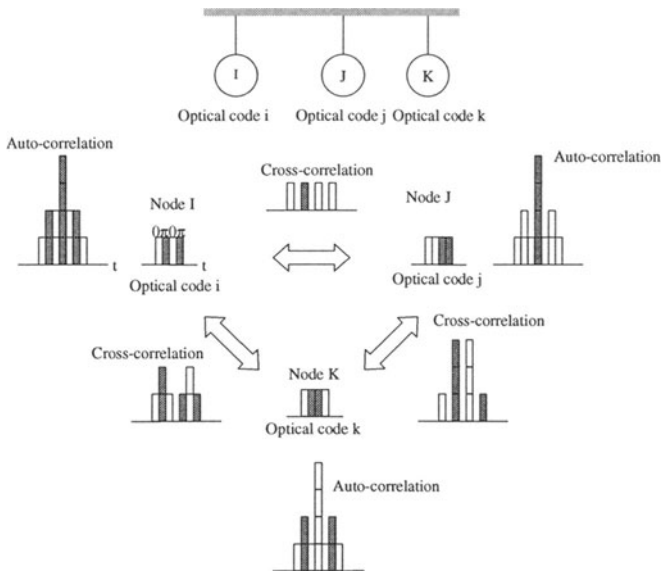 I
J
K
Optical code i
Optical code j
Optical code k
Auto-correlation
Cross-correlation
Auto-correlation
Node I
Node J
0π0π
t
t
Optical code i
Optical code j
Cross-correlation
Cross-correlation
Node K
Optical code k
Auto-correlation